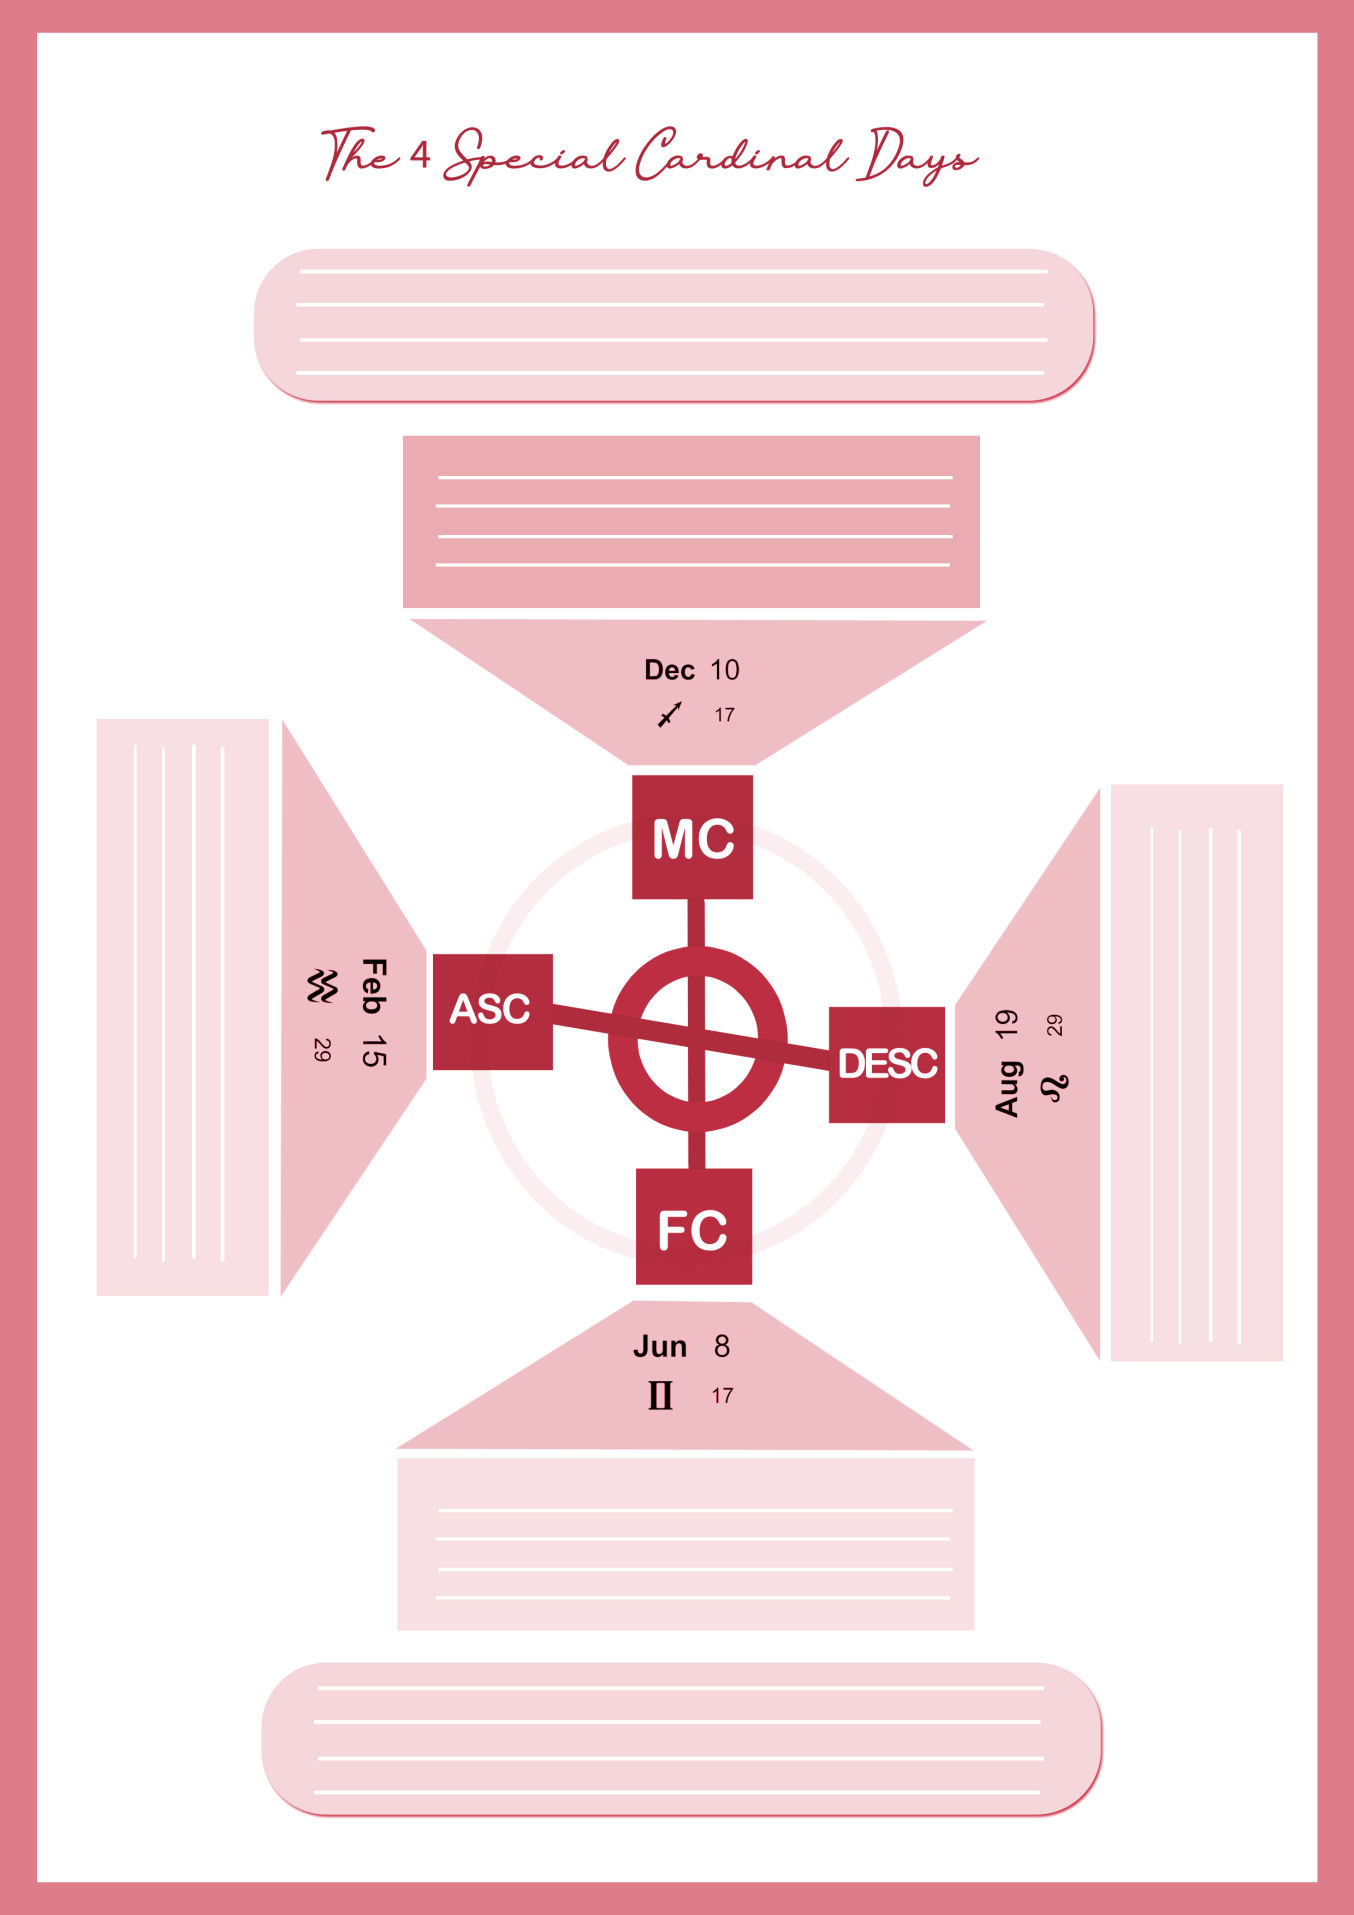 The 4 Special Cardinal Days
Dec 10
♐ 17
MC
Feb 15
♒ 29
ASC
DESC
Aug 19
♌ 29
FC
Jun 8
♊ 17